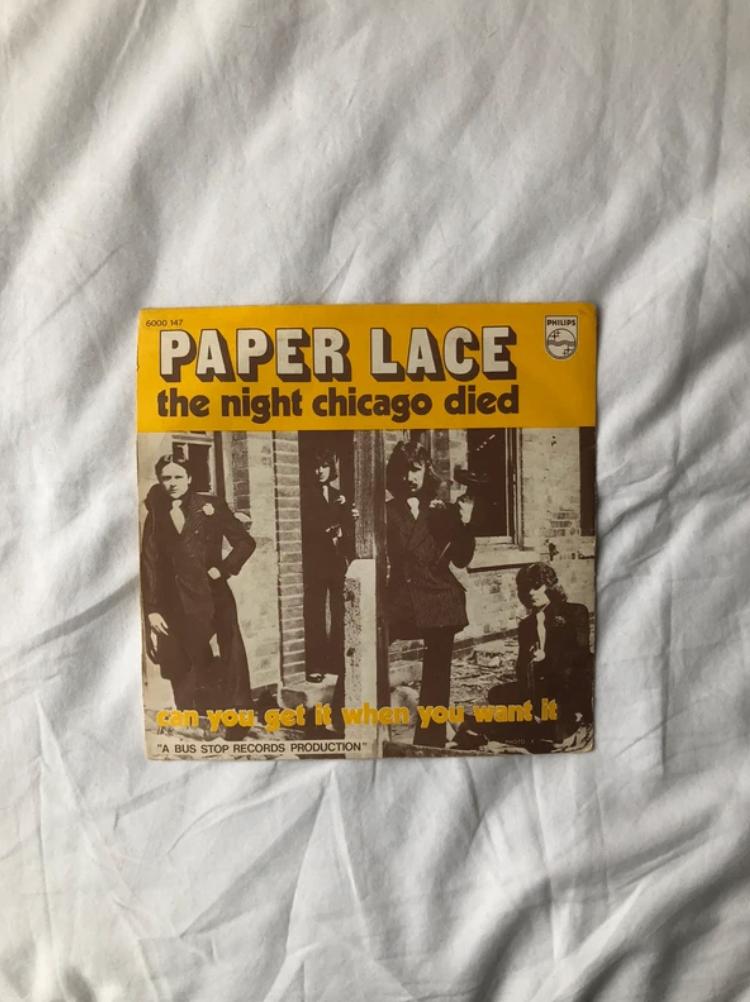 6000 147
PHILIPS
PAPER LACE
the night chicago died
can you get it when you want it
"A BUS STOP RECORDS PRODUCTION"
PHOTO